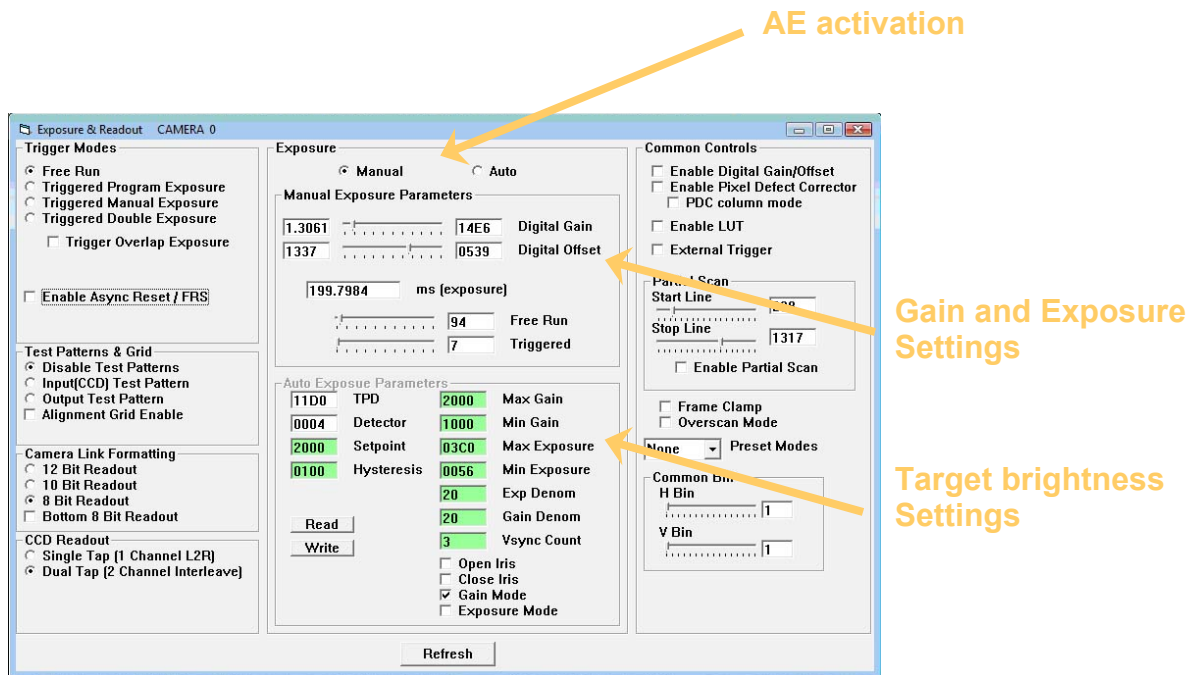 AE activation
Exposure & Readout CAMERA 0
Trigger Modes
Free Run
Triggered Program Exposure
Triggered Manual Exposure
Triggered Double Exposure
Trigger Overlap Exposure
Enable Async Reset / FRS
Test Patterns & Grid
Disable Test Patterns
Input(CCD) Test Pattern
Output Test Pattern
Alignment Grid Enable
Camera Link Formatting
12 Bit Readout
10 Bit Readout
8 Bit Readout
Bottom 8 Bit Readout
CCD Readout
Single Tap (1 Channel L2R)
Dual Tap (2 Channel Interleave)
Exposure
Manual Auto
Manual Exposure Parameters
1.3061 14E6 Digital Gain
1337 0539 Digital Offset
199.7984 ms (exposure)
94 Free Run
7 Triggered
Auto Exposue Parameters
11D0 TPD 2000 Max Gain
0004 Detector 1000 Min Gain
2000 Setpoint 03C0 Max Exposure
0100 Hysteresis 0056 Min Exposure
20 Exp Denom
20 Gain Denom
Read
3 Vsync Count
Write
Open Iris
Close Iris
Gain Mode
Exposure Mode
Common Controls
Enable Digital Gain/Offset
Enable Pixel Defect Corrector
PDC column mode
Enable LUT
External Trigger
Partial Scan
Start Line
Stop Line 1317
Enable Partial Scan
Frame Clamp
Overscan Mode
None Preset Modes
Common Bin
H Bin
1
V Bin
1
Refresh
Gain and Exposure
Settings
Target brightness
Settings